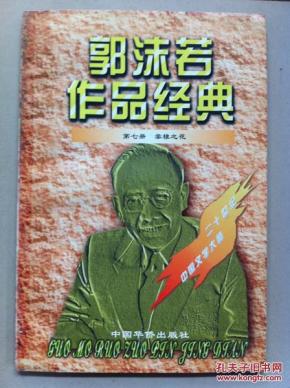 郭沫若
作品经典
第七册 棠棣之花
二十世纪
中国文学大师
中国华侨出版社
GUO MO RUO ZUO PIN JING DIAN